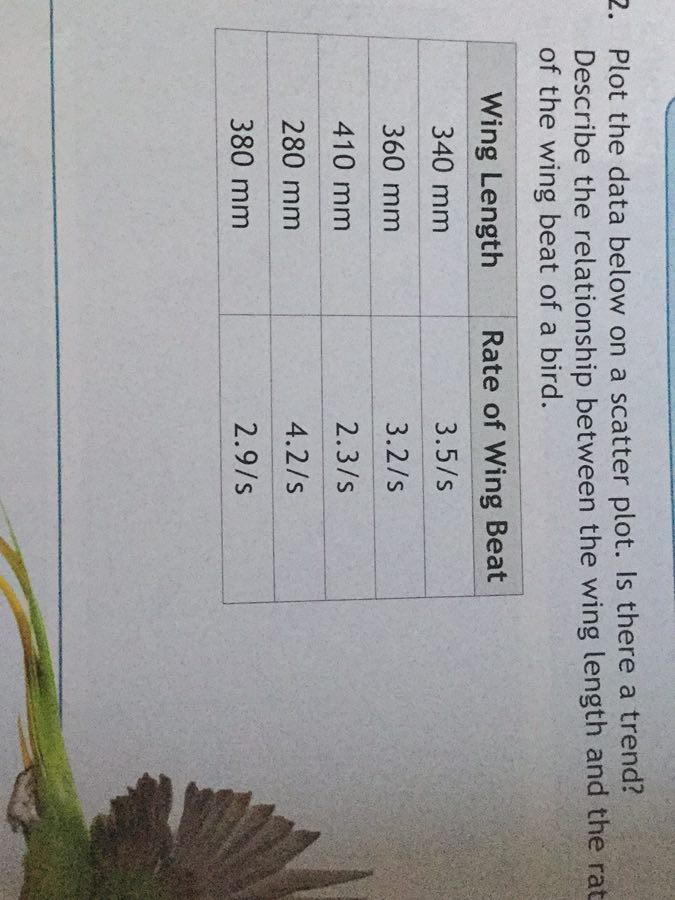 2. Plot the data below on a scatter plot. Is there a trend?
Describe the relationship between the wing length and the
of the wing beat of a bird.
Wing Length Rate of Wing Beat
340 mm 3.5/s
360 mm 3.2/s
410 mm 2.3/s
280 mm 4.2/s
380 mm 2.9/s